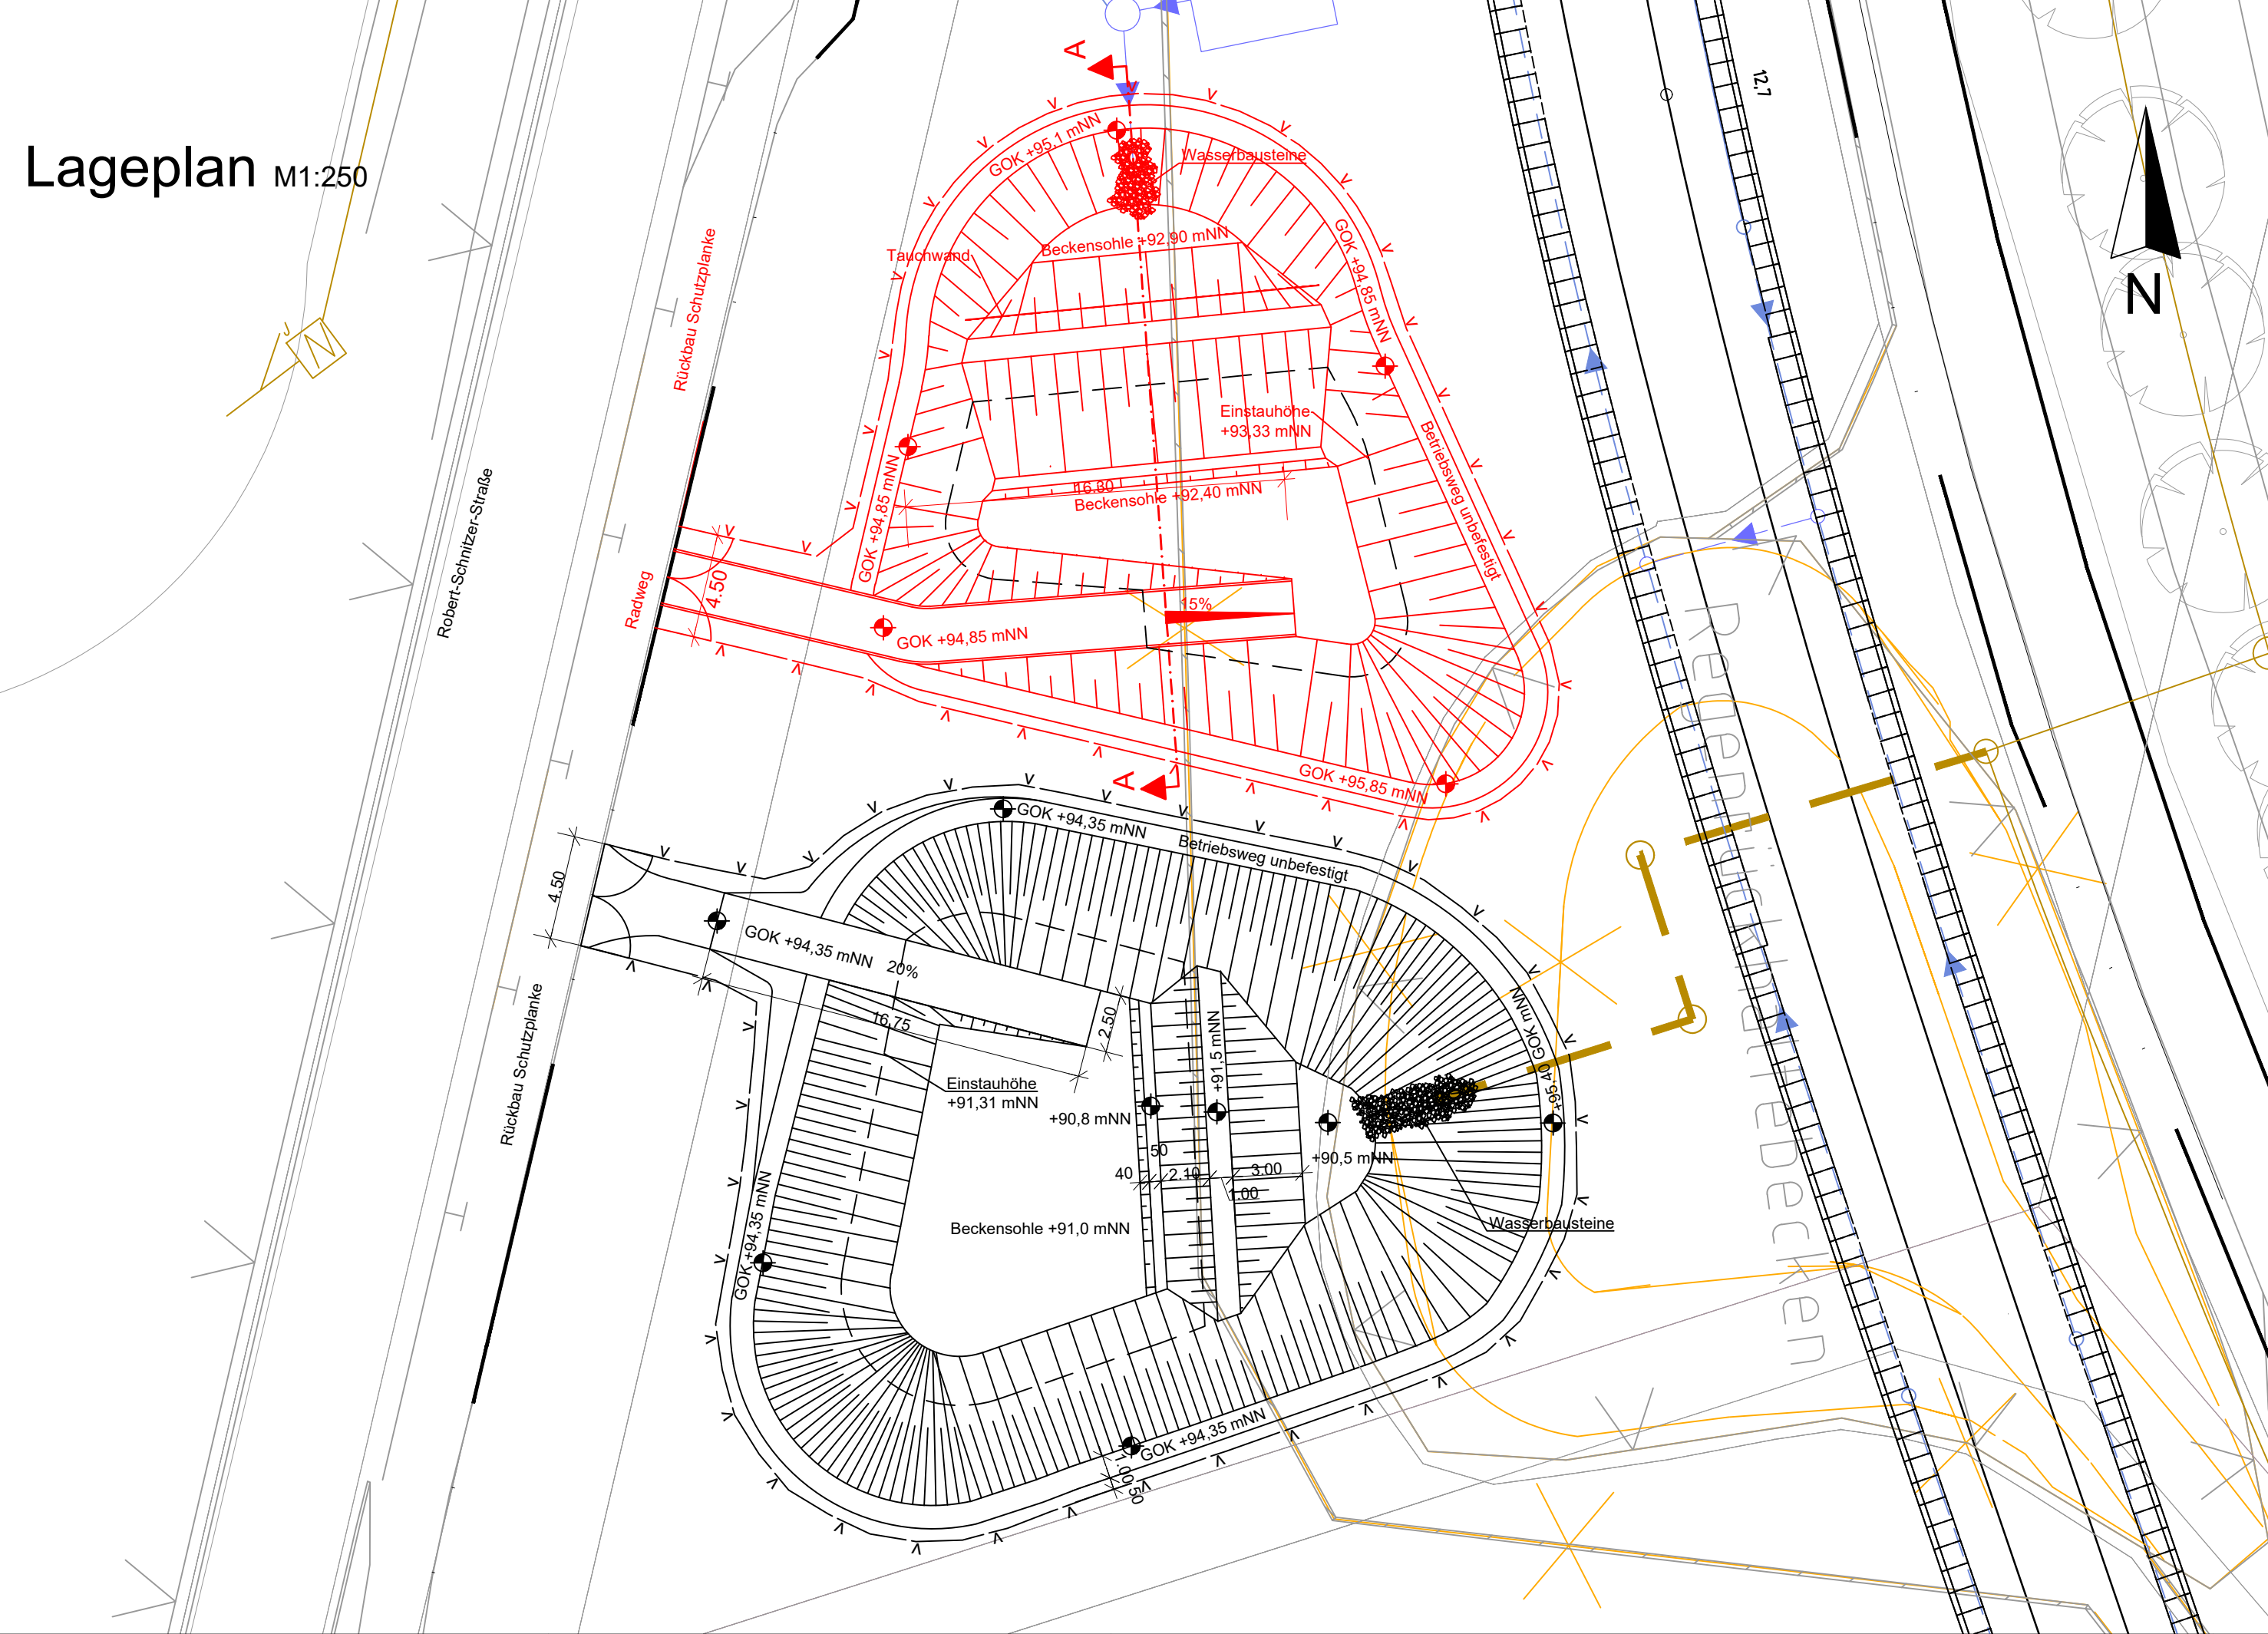 Lageplan M1:250
A
12,7
GOK +95,1 mNN
Wasserbausteine
N
Tauchwand
Beckensohle +92,90 mNN
GOK +94,85 mNN
Rückbau Schutzplanke
Einstauhöhe
+93,33 mNN
Betriebsweg unbefestigt
Robert-Schnitzer-Straße
16.30
Beckensohle +92,40 mNN
GOK +94,85 mNN
Radweg
4.50
15%
GOK +94,85 mNN
Regenrückhaltebecken
GOK +95,85 mNN
A
GOK +94,35 mNN
Betriebsweg unbefestigt
4.50
GOK +94,35 mNN
20%
16,75
2.50
Rückbau Schutzplanke
+91,5 mNN
GOK mNN
+95,40
Einstauhöhe
+91,31 mNN
+90,8 mNN
50
40
2.10
3.00
1.00
+90,5 mNN
Beckensohle +91,0 mNN
Wasserbausteine
GOK +94,35 mNN
GOK +94,35 mNN
1.00
50